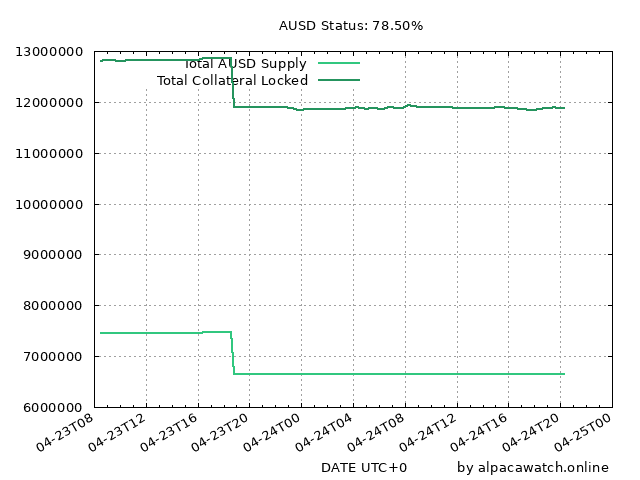 AUSD Status: 78.50%
13000000
12000000
11000000
10000000
9000000
8000000
7000000
6000000
Total AUSD Supply
Total Collateral Locked
04-23T08
04-23T12
04-23T16
04-23T20
04-24T00
04-24T04
04-24T08
04-24T12
04-24T16
04-24T20
04-25T00
DATE UTC+0
by alpacawatch.online